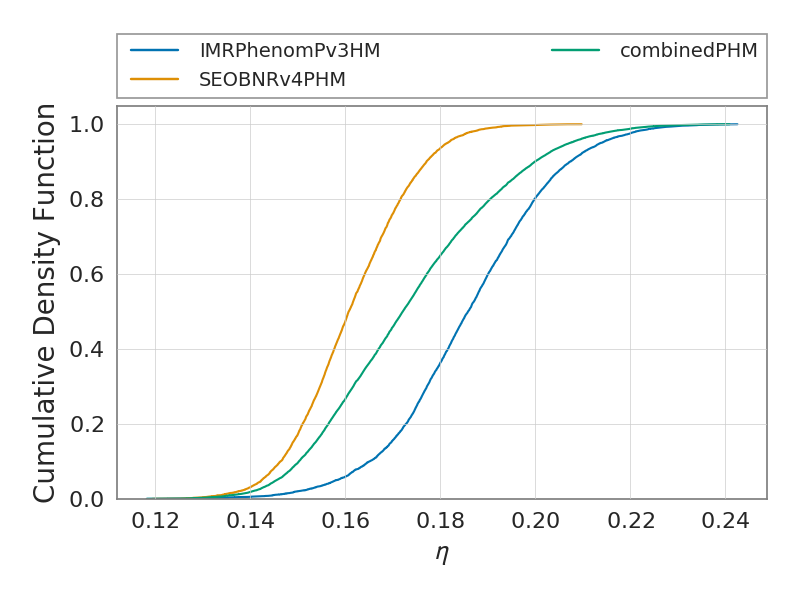 IMRPhenomPv3HM
SEOBNRv4PHM
combinedPHM
Cumulative Density Function
1.0
0.8
0.6
0.4
0.2
0.0
0.12 0.14 0.16 0.18 0.20 0.22 0.24
η